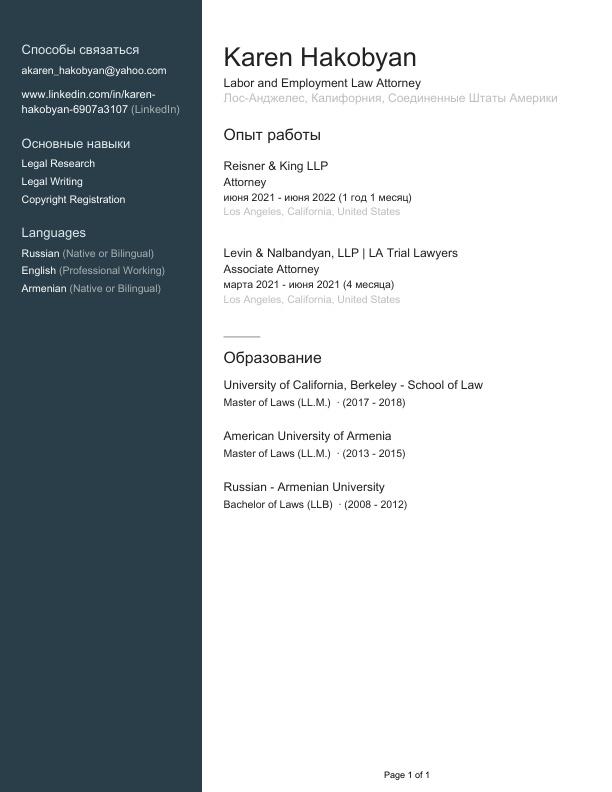 Способы связаться
akaren_hakobyan@yahoo.com
www.linkedin.com/in/karen-
hakobyan-6907a3107 (LinkedIn)
Основные навыки
Legal Research
Legal Writing
Copyright Registration
Languages
Russian (Native or Bilingual)
English (Professional Working)
Armenian (Native or Bilingual)
Karen Hakobyan
Labor and Employment Law Attorney
Лос-Анджелес, Калифорния, Соединенные Штаты Америки
Опыт работы
Reisner & King LLP
Attorney
июня 2021 - июня 2022 (1 год 1 месяц)
Los Angeles, California, United States
Levin & Nalbandyan, LLP | LA Trial Lawyers
Associate Attorney
марта 2021 - июня 2021 (4 месяца)
Los Angeles, California, United States
Образование
University of California, Berkeley - School of Law
Master of Laws (LL.M.) · (2017 - 2018)
American University of Armenia
Master of Laws (LL.M.) · (2013 - 2015)
Russian - Armenian University
Bachelor of Laws (LLB) · (2008 - 2012)
Page 1 of 1